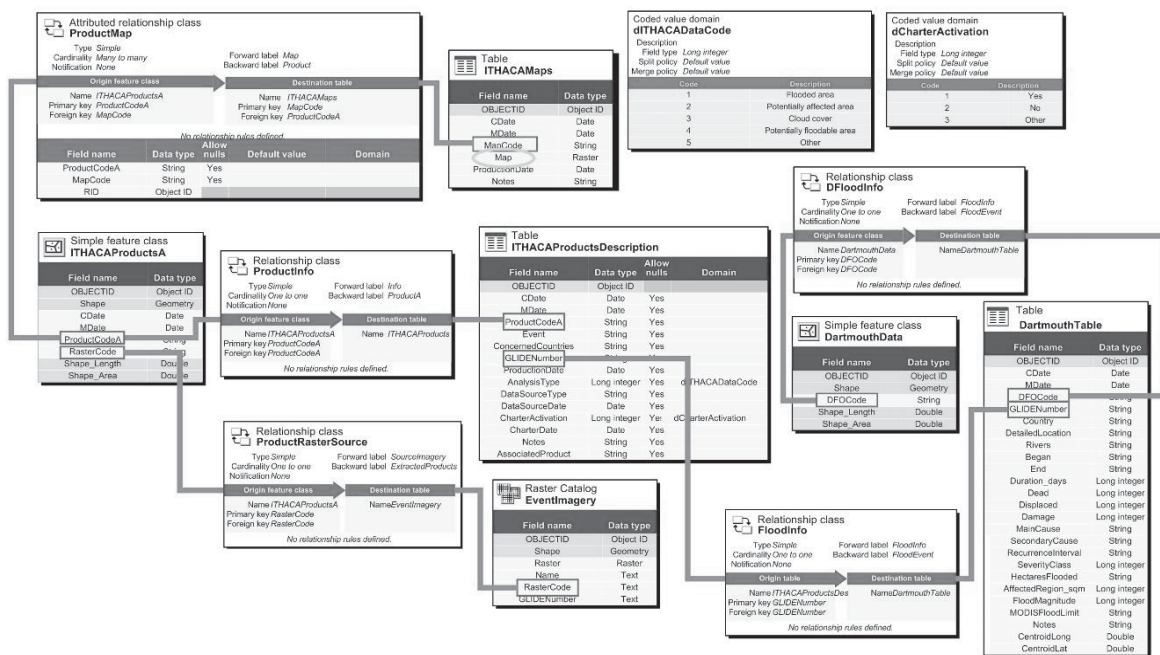 Attributed relationship class
ProductMap
Type Simple
Cardinality Many to many
Notification None
Forward label Map
Backward label Product
Origin feature class Destination table
Name ITHACAProductsA Name ITHACAMaps
Primary key ProductCodeA Primary key MapCode
Foreign key MapCode Foreign key ProductCodeA
No relationship rules defined.
Field name Data type Allow nulls Default value Domain
ProductCodeA String Yes
MapCode String Yes
RID Object ID
Table
ITHACAMaps
Field name Data type
OBJECTID Object ID
CDate Date
MDate Date
MapCode String
Map Raster
ProductionDate Date
Notes String
Coded value domain
dITHACADataCode
Description
Field type Long integer
Split policy Default value
Merge policy Default value
Code Description
1 Flooded area
2 Potentially affected area
3 Cloud cover
4 Potentially floodable area
5 Other
Coded value domain
dCharterActivation
Description
Field type Long integer
Split policy Default value
Merge policy Default value
Code Description
1 Yes
2 No
3 Other
Simple feature class
ITHACAProductsA
Field name Data type
OBJECTID Object ID
Shape Geometry
CDate Date
MDate Date
ProductCodeA String
RasterCode String
Shape_Length Double
Shape_Area Double
Relationship class
ProductInfo
Type Simple
Cardinality One to one
Notification None
Forward label Info
Backward label ProductA
Origin feature class Destination table
Name ITHACAProductsA Name ITHACAProducts
Primary key ProductCodeA
Foreign key ProductCodeA
No relationship rules defined.
Table
ITHACAProductsDescription
Field name Data type Allow nulls Domain
OBJECTID Object ID
CDate Date Yes
MDate Date Yes
ProductCodeA String Yes
Event String Yes
ConcernedCountries String Yes
GLIDENumber String Yes
ProductionDate Date Yes
AnalysisType Long integer Yes dITHACADataCode
DataSourceType String Yes
DataSourceDate Date Yes
CharterActivation Long integer Yes dCharterActivation
CharterDate Date Yes
Notes String Yes
AssociatedProduct String Yes
Relationship class
DFloodInfo
Type Simple
Cardinality One to one
Notification None
Forward label FloodInfo
Backward label FloodEvent
Origin feature class Destination table
Name DartmouthData Name DartmouthTable
Primary key DFOCode
Foreign key DFOCode
No relationship rules defined.
Simple feature class
DartmouthData
Field name Data type
OBJECTID Object ID
Shape Geometry
DFOCode String
Shape_Length Double
Shape_Area Double
Table
DartmouthTable
Field name Data type
OBJECTID Object ID
CDate Date
MDate Date
DFOCode String
GLIDENumber String
Country String
DetailedLocation String
Rivers String
Began String
End String
Duration_days Long integer
Dead Long integer
Displaced Long integer
Damage Long integer
MainCause String
SecondaryCause String
RecurrenceInterval String
SeverityClass Long integer
HectaresFlooded String
AffectedRegion_sqm Long integer
FloodMagnitude Long integer
MODISFloodLimit String
Notes String
CentroidLong Double
CentroidLat Double
Relationship class
ProductRasterSource
Type Simple
Cardinality One to one
Notification None
Forward label SourceImagery
Backward label ExtractedProducts
Origin feature class Destination table
Name ITHACAProductsA Name EventImagery
Primary key RasterCode
Foreign key RasterCode
No relationship rules defined.
Raster Catalog
EventImagery
Field name Data type
OBJECTID Object ID
Shape Geometry
Raster Raster
Name Text
RasterCode Text
GLIDENumber Text
Relationship class
FloodInfo
Type Simple
Cardinality One to one
Notification None
Forward label FloodInfo
Backward label FloodEvent
Origin table Destination table
Name ITHACAProductsDes Name DartmouthTable
Primary key GLIDENumber
Foreign key GLIDENumber
No relationship rules defined.